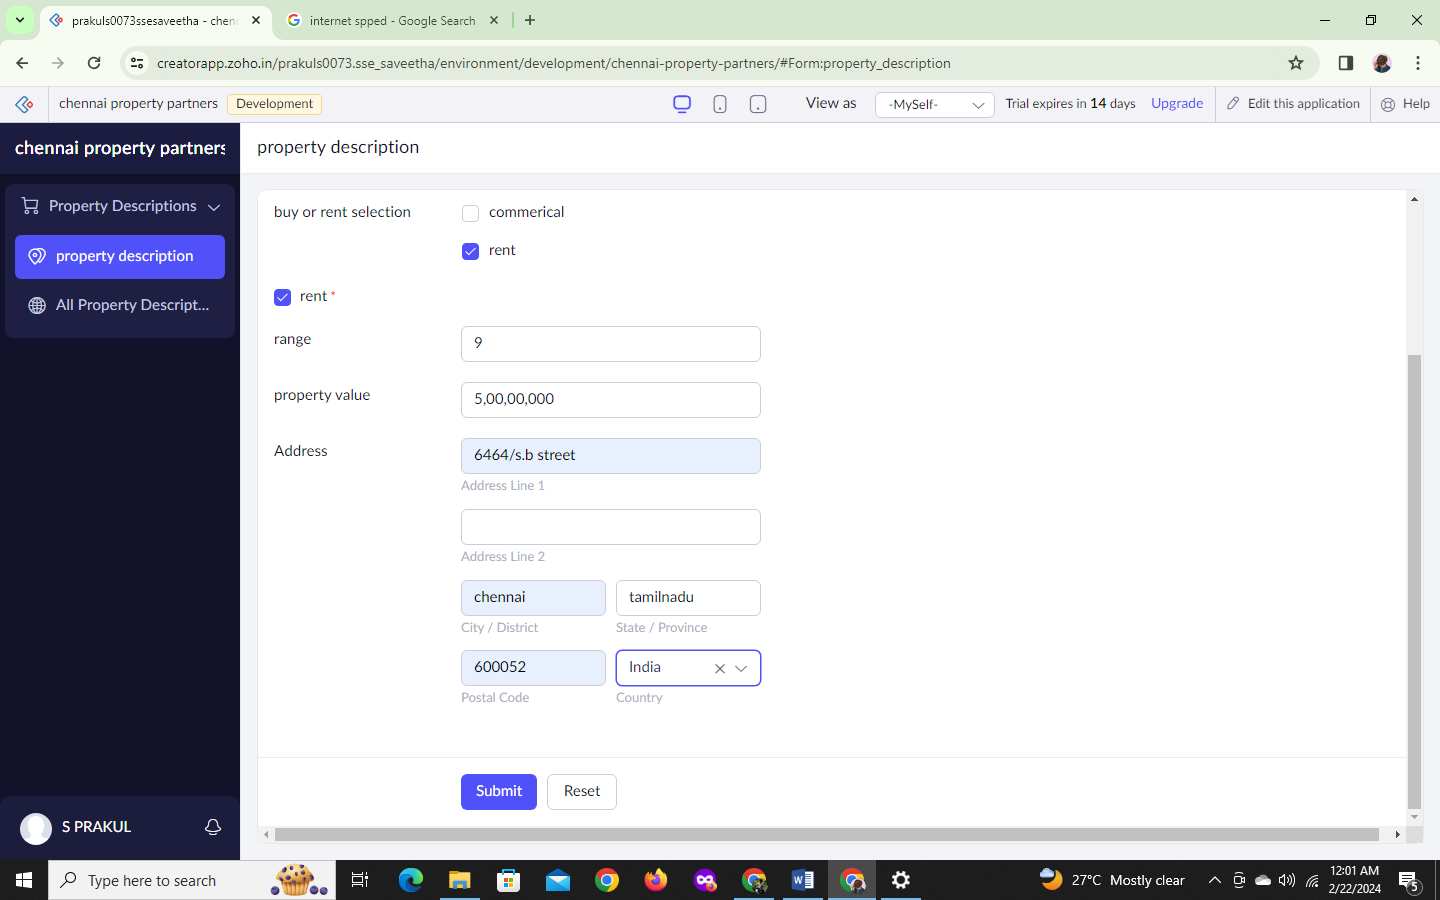 prakuls0073ssesaveetha - chen
internet spped - Google Search
creatorapp.zoho.in/prakuls0073.sse_saveetha/environment/development/chennai-property-partners/#Form:property_description
chennai property partners Development View as -MySelf- Trial expires in 14 days Upgrade Edit this application Help
chennai property partners
property description
Property Descriptions
property description
All Property Descript...
buy or rent selection
commerical
rent
rent *
range 9
property value 5,00,00,000
Address 6464/s.b street
Address Line 1
Address Line 2
chennai tamilnadu
City / District State / Province
600052 India
Postal Code Country
Submit Reset
S PRAKUL
Type here to search
27°C Mostly clear
12:01 AM
2/22/2024
5